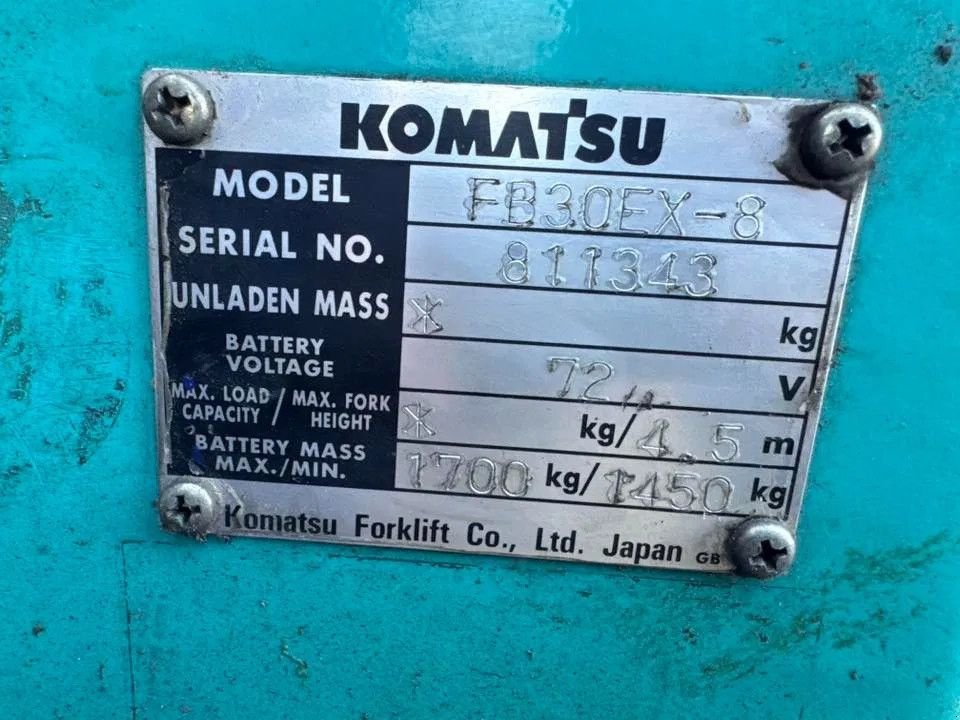 KOMATSU
MODEL FB30EX-8
SERIAL NO. 811343
UNLADEN MASS * kg
BATTERY VOLTAGE 72 V
MAX. LOAD CAPACITY / MAX. FORK HEIGHT * kg/4.5 m
BATTERY MASS MAX./MIN. 1700 kg/1450 kg
Komatsu Forklift Co., Ltd. Japan GB